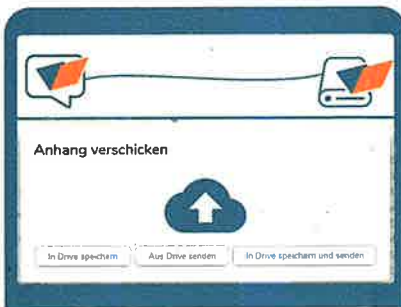 Anhang verschicken
In Drive speichern
Aus Drive senden
In Drive speichern und senden